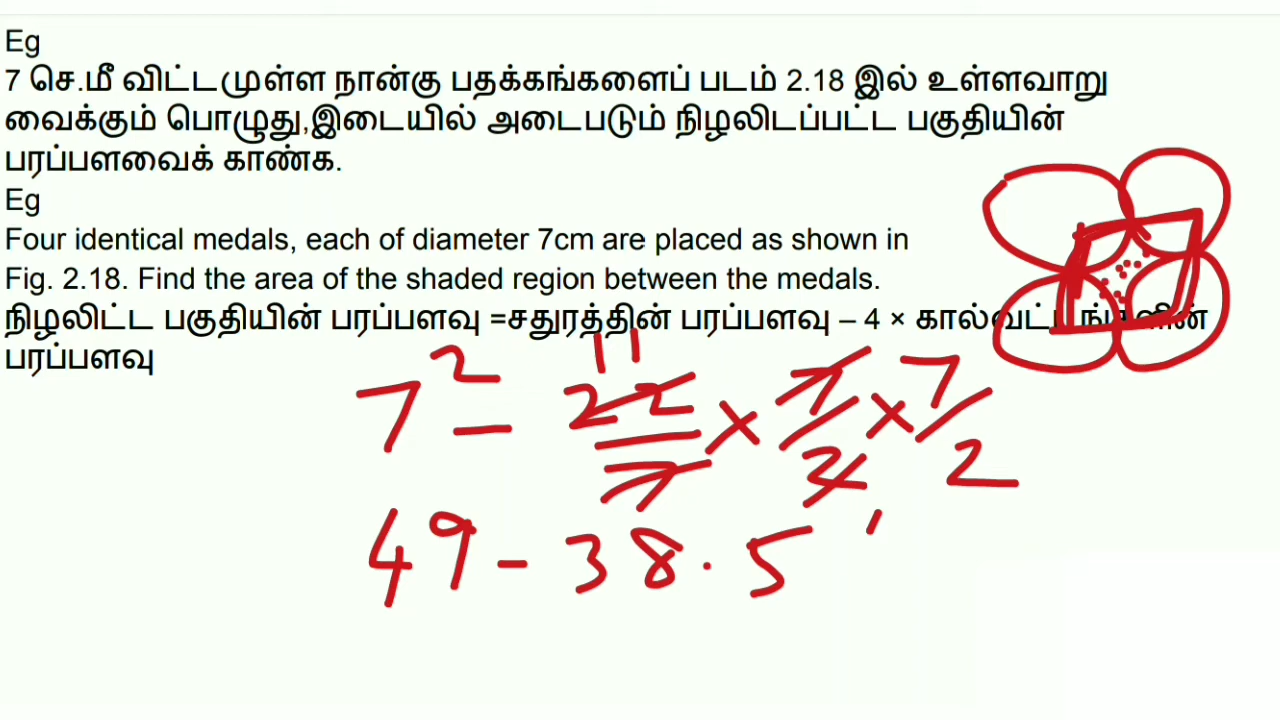 Eg
7 செ.மீ விட்டமுள்ள நான்கு பதக்கங்களைப் படம் 2.18 இல் உள்ளவாறு
வைக்கும் பொழுது,இடையில் அடைபடும் நிழலிடப்பட்ட பகுதியின்
பரப்பளவைக் காண்க.
Eg
Four identical medals, each of diameter 7cm are placed as shown in
Fig. 2.18. Find the area of the shaded region between the medals.
நிழலிட்ட பகுதியின் பரப்பளவு =சதுரத்தின் பரப்பளவு – 4 × கால்வட்டங்களின்
பரப்பளவு
11
7² – 22/7 × 7/2 × 7/2
49 - 38.5